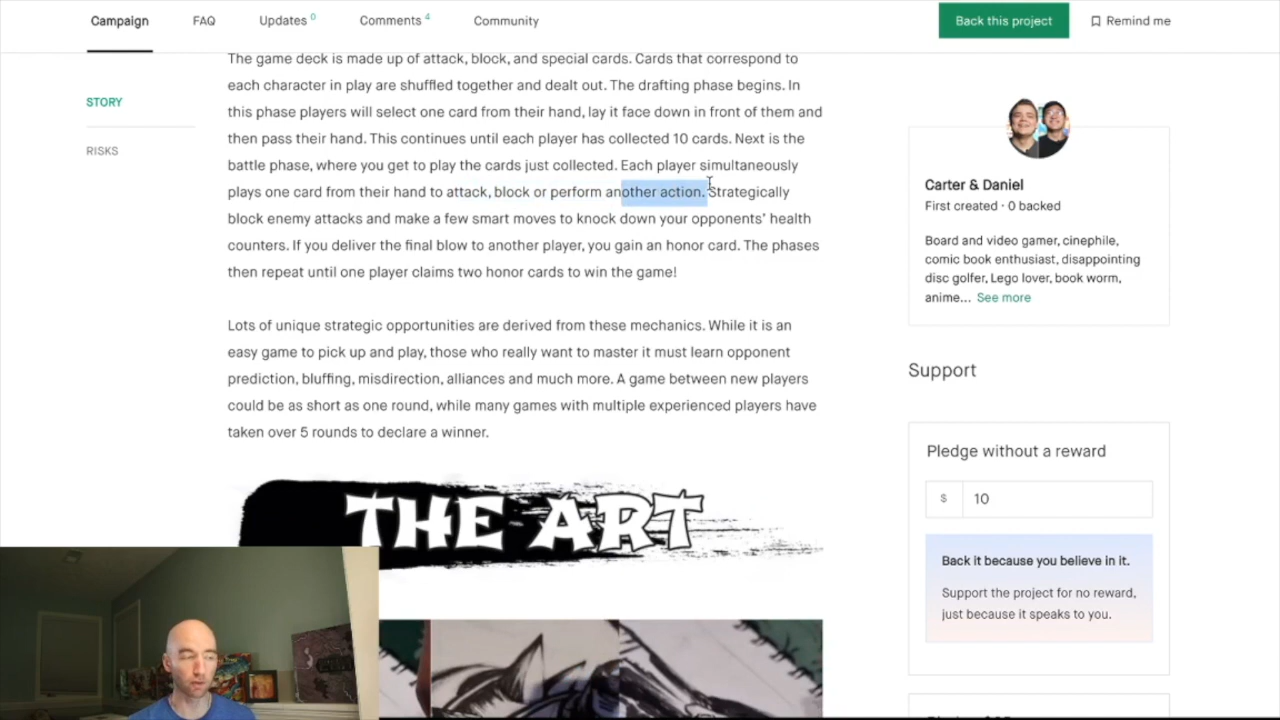 Campaign
FAQ
Updates 0
Comments 4
Community
Back this project
Remind me
STORY
RISKS
The game deck is made up of attack, block, and special cards. Cards that correspond to
each character in play are shuffled together and dealt out. The drafting phase begins. In
this phase players will select one card from their hand, lay it face down in front of them and
then pass their hand. This continues until each player has collected 10 cards. Next is the
battle phase, where you get to play the cards just collected. Each player simultaneously
plays one card from their hand to attack, block or perform another action. Strategically
block enemy attacks and make a few smart moves to knock down your opponents' health
counters. If you deliver the final blow to another player, you gain an honor card. The phases
then repeat until one player claims two honor cards to win the game!
Lots of unique strategic opportunities are derived from these mechanics. While it is an
easy game to pick up and play, those who really want to master it must learn opponent
prediction, bluffing, misdirection, alliances and much more. A game between new players
could be as short as one round, while many games with multiple experienced players have
taken over 5 rounds to declare a winner.
THE ART
Carter & Daniel
First created · 0 backed
Board and video gamer, cinephile,
comic book enthusiast, disappointing
disc golfer, Lego lover, book worm,
anime... See more
Support
Pledge without a reward
$ 10
Back it because you believe in it.
Support the project for no reward,
just because it speaks to you.